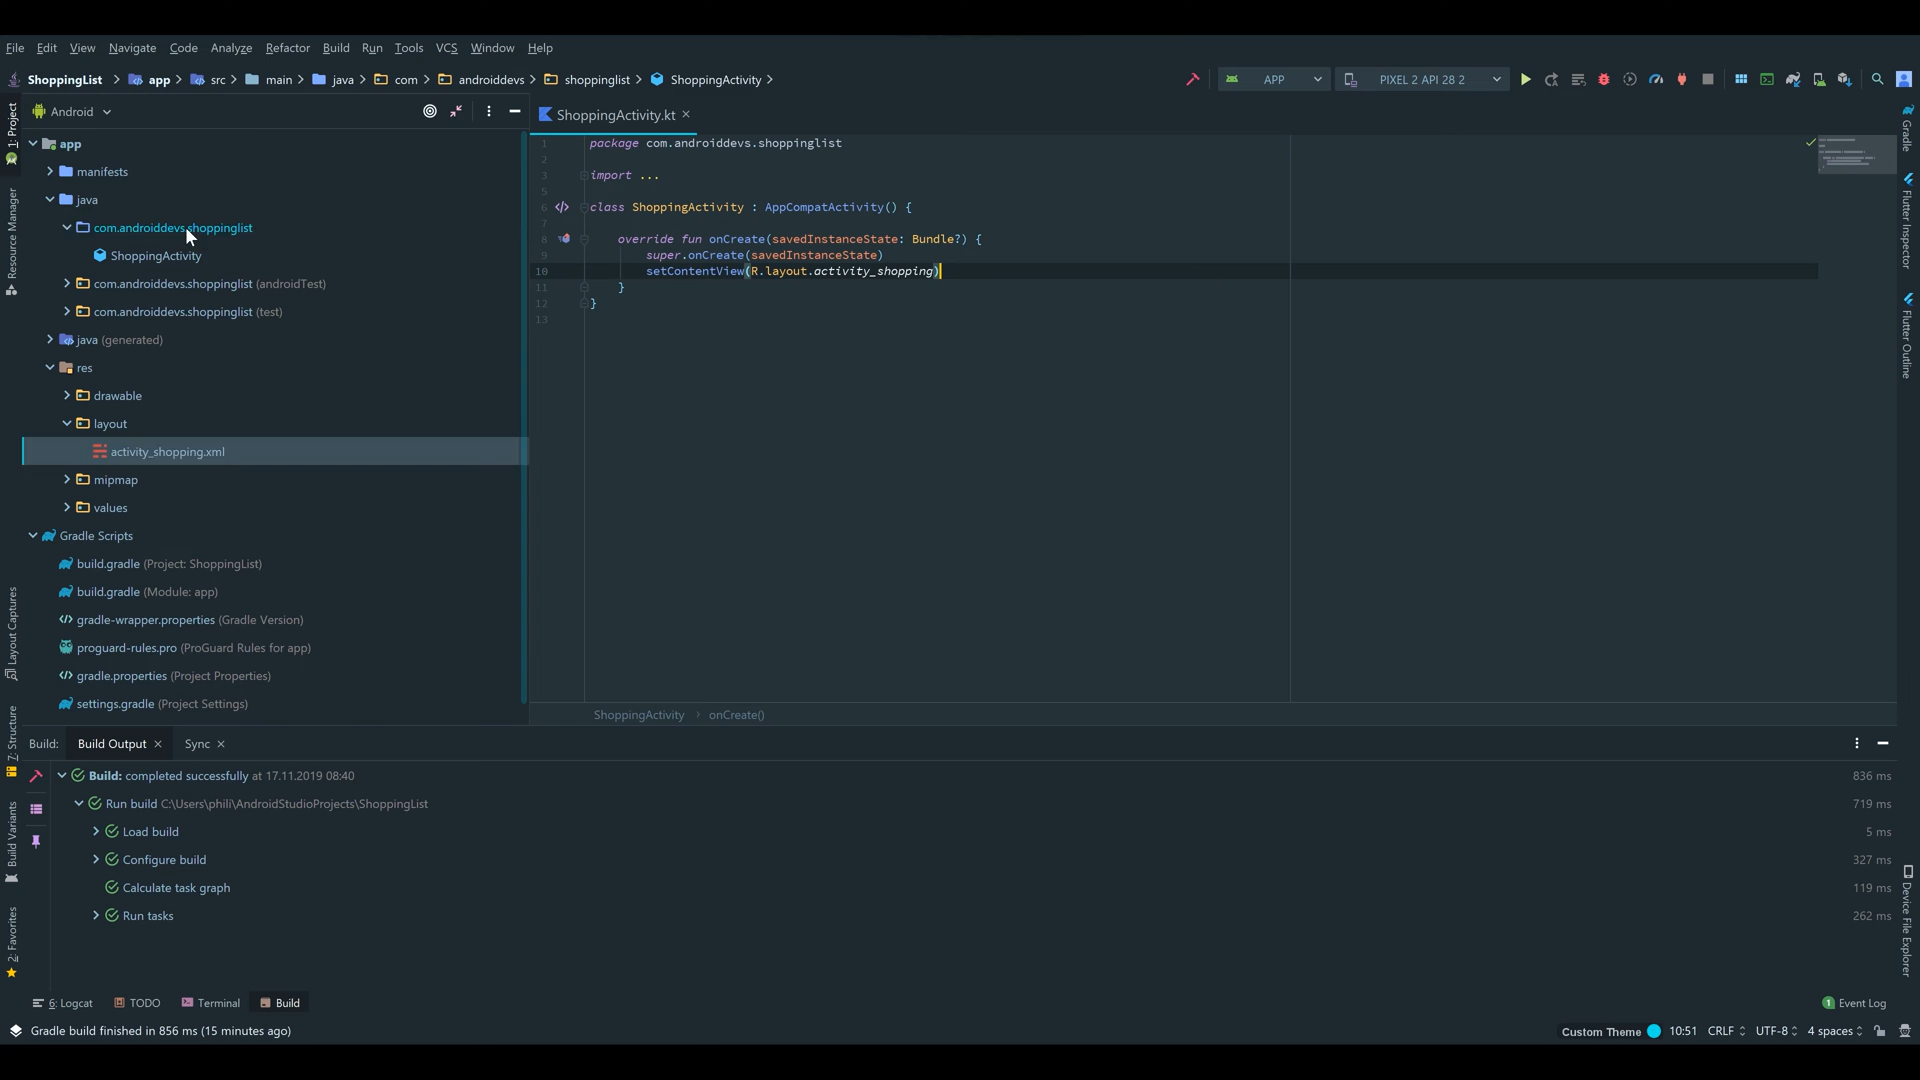 File Edit View Navigate Code Analyze Refactor Build Run Tools VCS Window Help
ShoppingList app src main java com androiddevs shoppinglist ShoppingActivity APP PIXEL 2 API 28 2
1: Project
Resource Manager
Layout Captures
7: Structure
Build Variants
2: Favorites
Android
app
manifests
java
com.androiddevs.shoppinglist
ShoppingActivity
com.androiddevs.shoppinglist (androidTest)
com.androiddevs.shoppinglist (test)
java (generated)
res
drawable
layout
activity_shopping.xml
mipmap
values
Gradle Scripts
build.gradle (Project: ShoppingList)
build.gradle (Module: app)
gradle-wrapper.properties (Gradle Version)
proguard-rules.pro (ProGuard Rules for app)
gradle.properties (Project Properties)
settings.gradle (Project Settings)
ShoppingActivity.kt
1 package com.androiddevs.shoppinglist
2
3 import ...
5
6 class ShoppingActivity : AppCompatActivity() {
7
8 override fun onCreate(savedInstanceState: Bundle?) {
9 super.onCreate(savedInstanceState)
10 setContentView(R.layout.activity_shopping)
11 }
12 }
13
ShoppingActivity onCreate()
Gradle
Flutter Inspector
Flutter Outline
Device File Explorer
Build: Build Output Sync
Build: completed successfully at 17.11.2019 08:40 836 ms
Run build C:\Users\phili\AndroidStudioProjects\ShoppingList 719 ms
Load build 5 ms
Configure build 327 ms
Calculate task graph 119 ms
Run tasks 262 ms
6: Logcat TODO Terminal Build 1 Event Log
Gradle build finished in 856 ms (15 minutes ago) Custom Theme 10:51 CRLF UTF-8 4 spaces